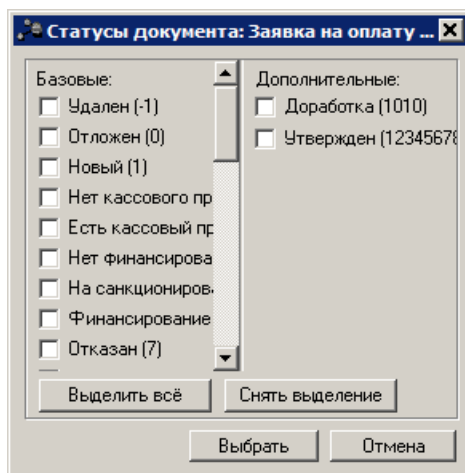 Статусы документа: Заявка на оплату ...
Базовые:
Удален (-1)
Отложен (0)
Новый (1)
Нет кассового пр
Есть кассовый пр
Нет финансирова
На санкционирова
Финансирование
Отказан (7)
Дополнительные:
Доработка (1010)
Утвержден (12345678
Выделить всё
Снять выделение
Выбрать
Отмена